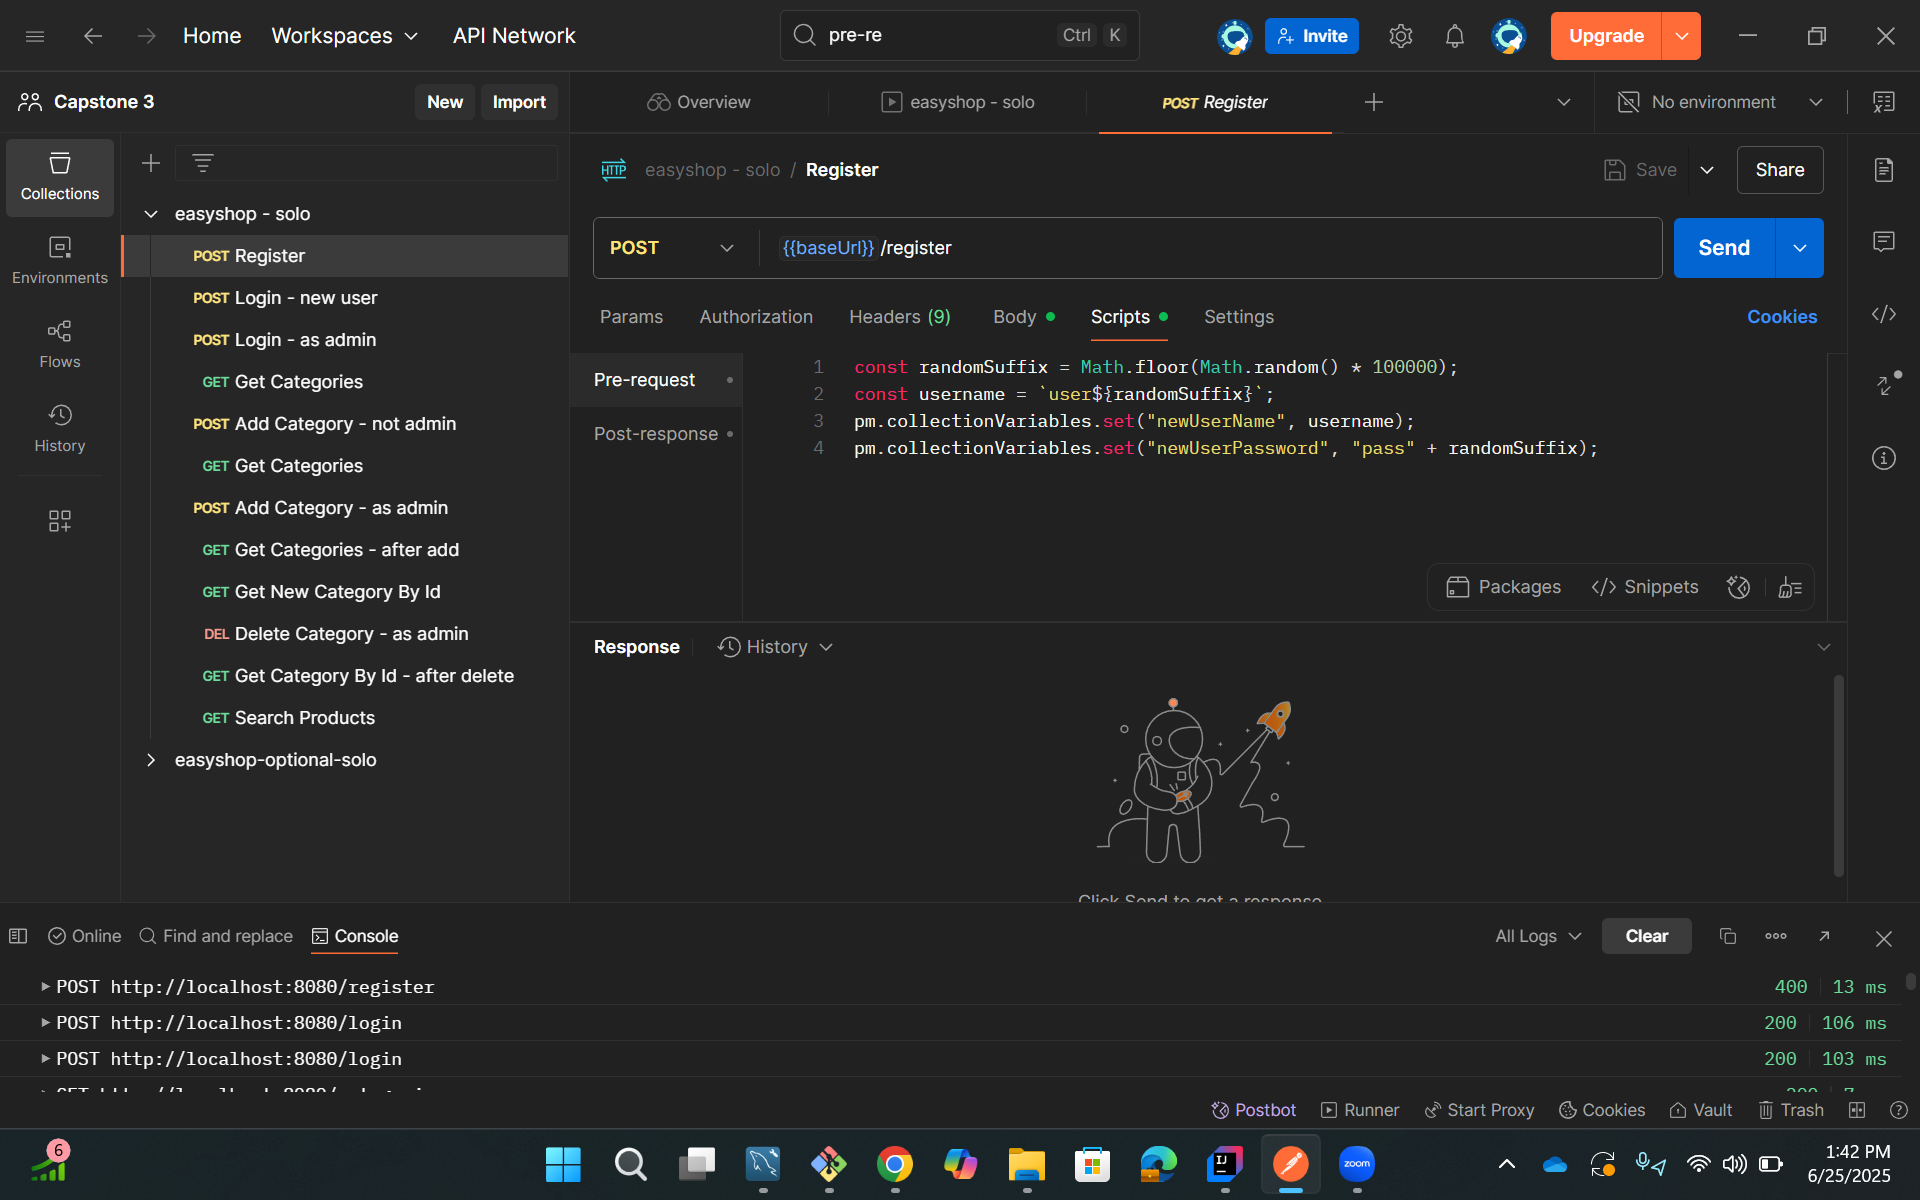 Home Workspaces API Network pre-re Ctrl K Invite Upgrade
Capstone 3 New Import Overview easyshop - solo POST Register No environment
Collections
Environments
Flows
History
easyshop - solo
POST Register
POST Login - new user
POST Login - as admin
GET Get Categories
POST Add Category - not admin
GET Get Categories
POST Add Category - as admin
GET Get Categories - after add
GET Get New Category By Id
DEL Delete Category - as admin
GET Get Category By Id - after delete
GET Search Products
easyshop-optional-solo
HTTP easyshop - solo / Register Save Share
POST {{baseUrl}} /register Send
Params Authorization Headers (9) Body Scripts Settings Cookies
Pre-request
Post-response
1 const randomSuffix = Math.floor(Math.random() * 100000);
2 const username = `user${randomSuffix}`;
3 pm.collectionVariables.set("newUserName", username);
4 pm.collectionVariables.set("newUserPassword", "pass" + randomSuffix);
Packages </> Snippets
Response History
Click Send to get a response
Online Find and replace Console All Logs Clear
POST http://localhost:8080/register 400 13 ms
POST http://localhost:8080/login 200 106 ms
POST http://localhost:8080/login 200 103 ms
Postbot Runner Start Proxy Cookies Vault Trash
6
IJ
zoom
1:42 PM
6/25/2025